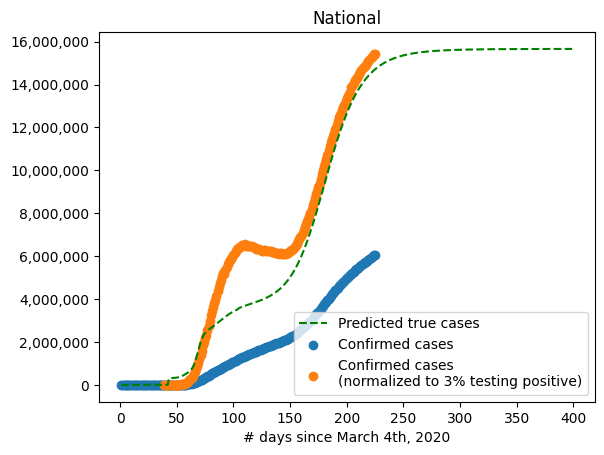 National
16,000,000
14,000,000
12,000,000
10,000,000
8,000,000
6,000,000
4,000,000
2,000,000
0
Predicted true cases
Confirmed cases
Confirmed cases
(normalized to 3% testing positive)
0 50 100 150 200 250 300 350 400
# days since March 4th, 2020